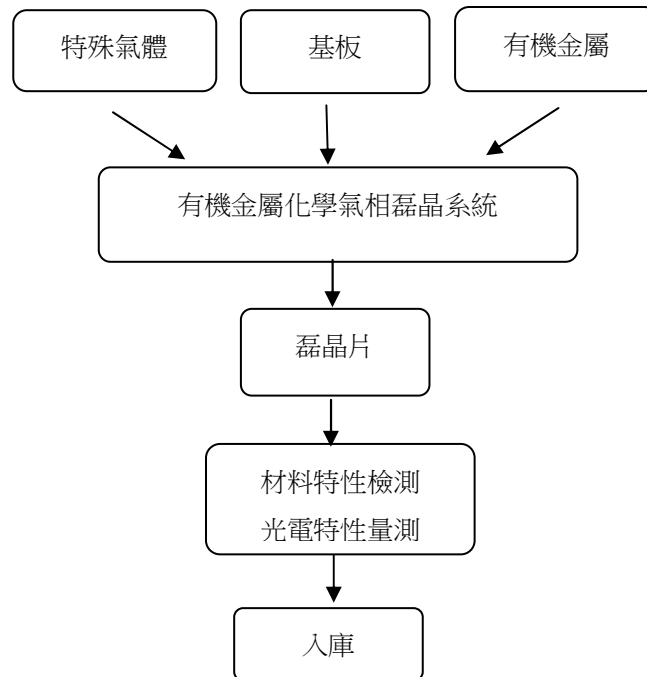 特殊氣體
基板
有機金屬
有機金屬化學氣相磊晶系統
磊晶片
材料特性檢測
光電特性量測
入庫